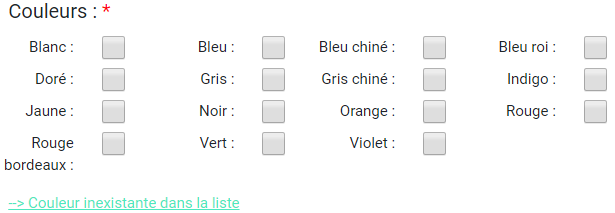 Couleurs : *
Blanc : Bleu : Bleu chiné : Bleu roi :
Doré : Gris : Gris chiné : Indigo :
Jaune : Noir : Orange : Rouge :
Rouge Vert : Violet :
bordeaux :
--> Couleur inexistante dans la liste